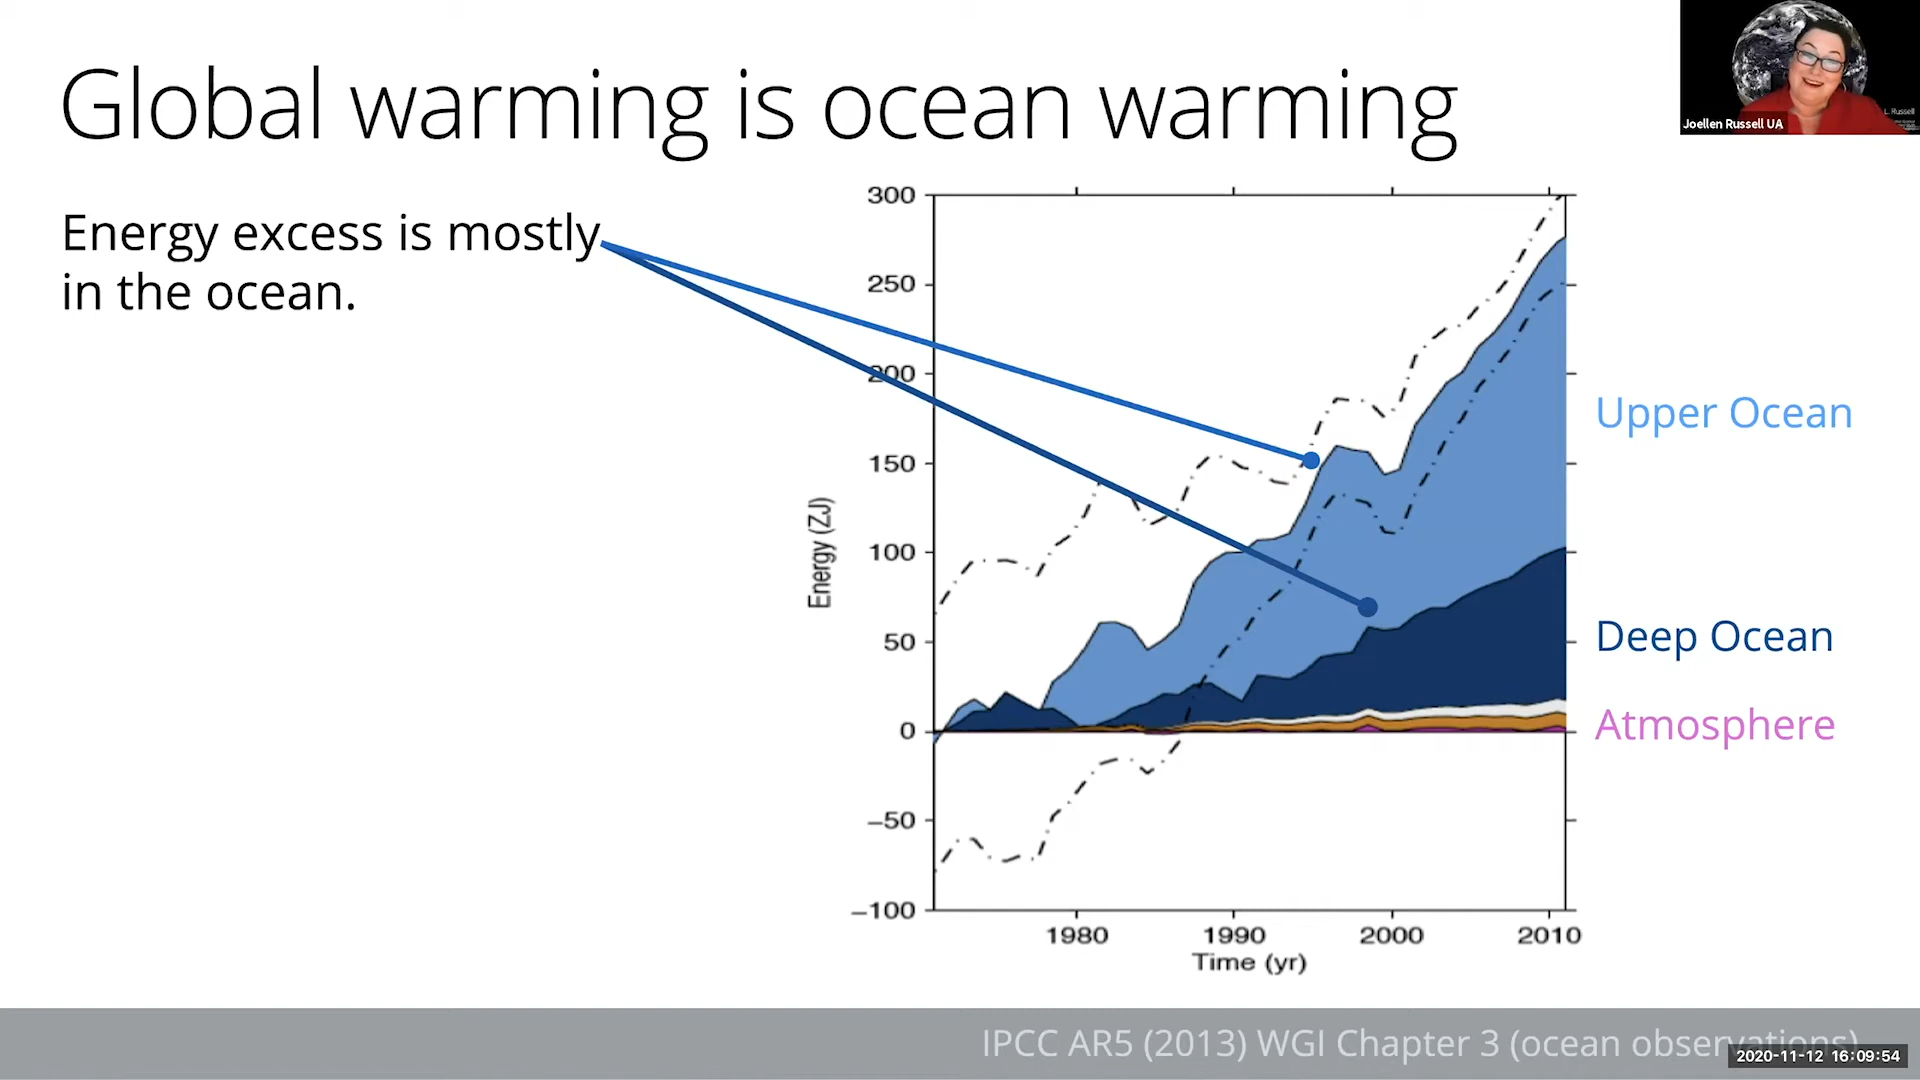 Global warming is ocean warming
Joellen Russell UA
L. Russell
Energy excess is mostly
in the ocean.
300
250
200
150
100
50
0
−50
−100
Energy (ZJ)
1980 1990 2000 2010
Time (yr)
Upper Ocean
Deep Ocean
Atmosphere
IPCC AR5 (2013) WGI Chapter 3 (ocean observations)
2020-11-12 16:09:54